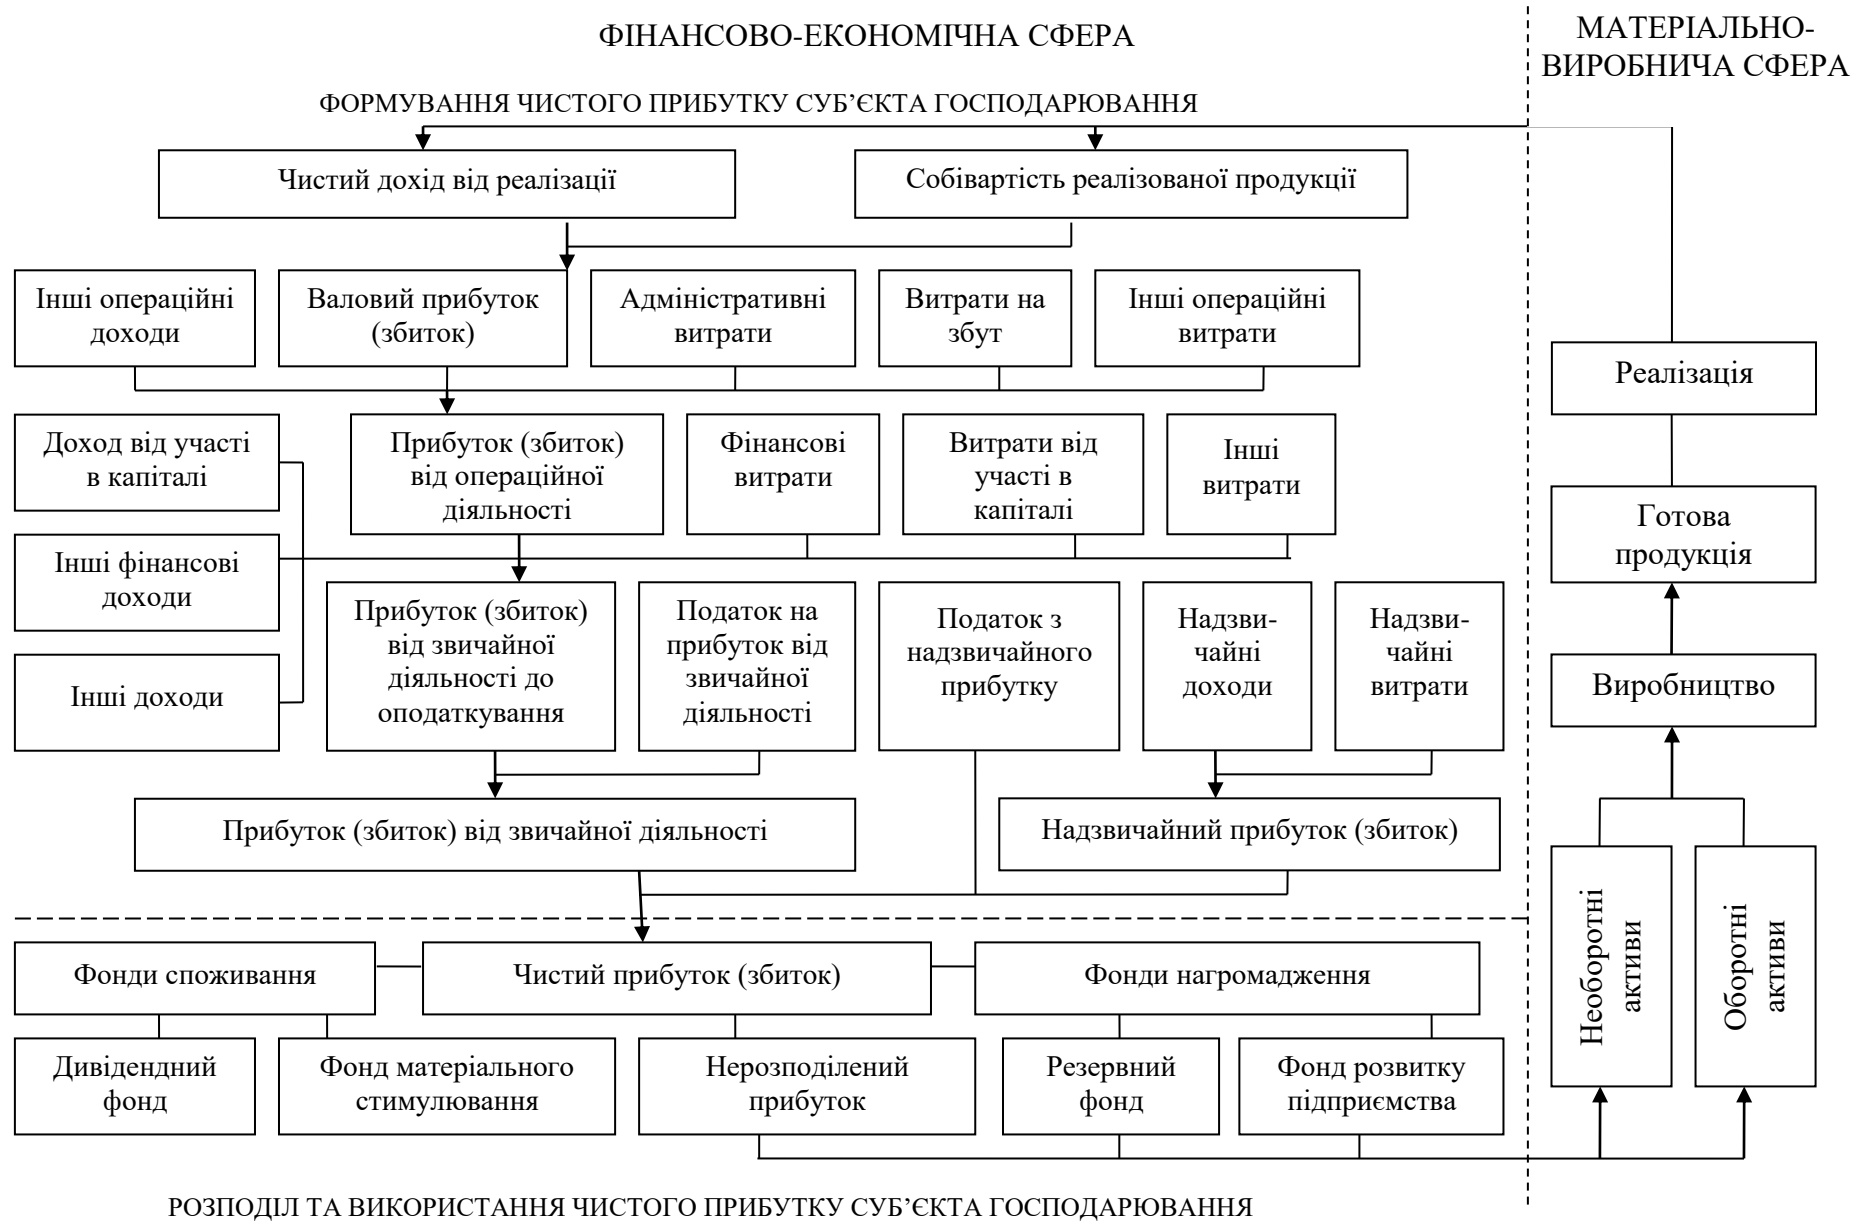 ФІНАНСОВО-ЕКОНОМІЧНА СФЕРА
МАТЕРІАЛЬНО-
ВИРОБНИЧА СФЕРА
ФОРМУВАННЯ ЧИСТОГО ПРИБУТКУ СУБ’ЄКТА ГОСПОДАРЮВАННЯ
Чистий дохід від реалізації
Собівартість реалізованої продукції
Інші операційні
доходи
Валовий прибуток
(збиток)
Адміністративні
витрати
Витрати на
збут
Інші операційні
витрати
Доход від участі
в капіталі
Прибуток (збиток)
від операційної
діяльності
Фінансові
витрати
Витрати від
участі в
капіталі
Інші
витрати
Інші фінансові
доходи
Інші доходи
Прибуток (збиток)
від звичайної
діяльності до
оподаткування
Податок на
прибуток від
звичайної
діяльності
Податок з
надзвичайного
прибутку
Надзви-
чайні
доходи
Надзви-
чайні
витрати
Прибуток (збиток) від звичайної діяльності
Надзвичайний прибуток (збиток)
Фонди споживання
Чистий прибуток (збиток)
Фонди нагромадження
Дивідендний
фонд
Фонд матеріального
стимулювання
Нерозподілений
прибуток
Резервний
фонд
Фонд розвитку
підприємства
Реалізація
Готова
продукція
Виробництво
Необоротні
активи
Оборотні
активи
РОЗПОДІЛ ТА ВИКОРИСТАННЯ ЧИСТОГО ПРИБУТКУ СУБ’ЄКТА ГОСПОДАРЮВАННЯ